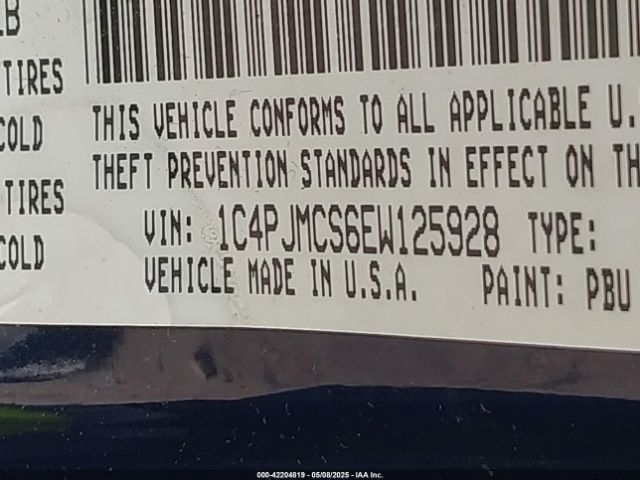 LB
TIRES
COLD
TIRES
COLD
THIS VEHICLE CONFORMS TO ALL APPLICABLE U.
THEFT PREVENTION STANDARDS IN EFFECT ON TH
VIN: 1C4PJMCS6EW125928 TYPE:
VEHICLE MADE IN U.S.A. PAINT: PBU
000-42204819 - 05/08/2025 - IAA Inc.